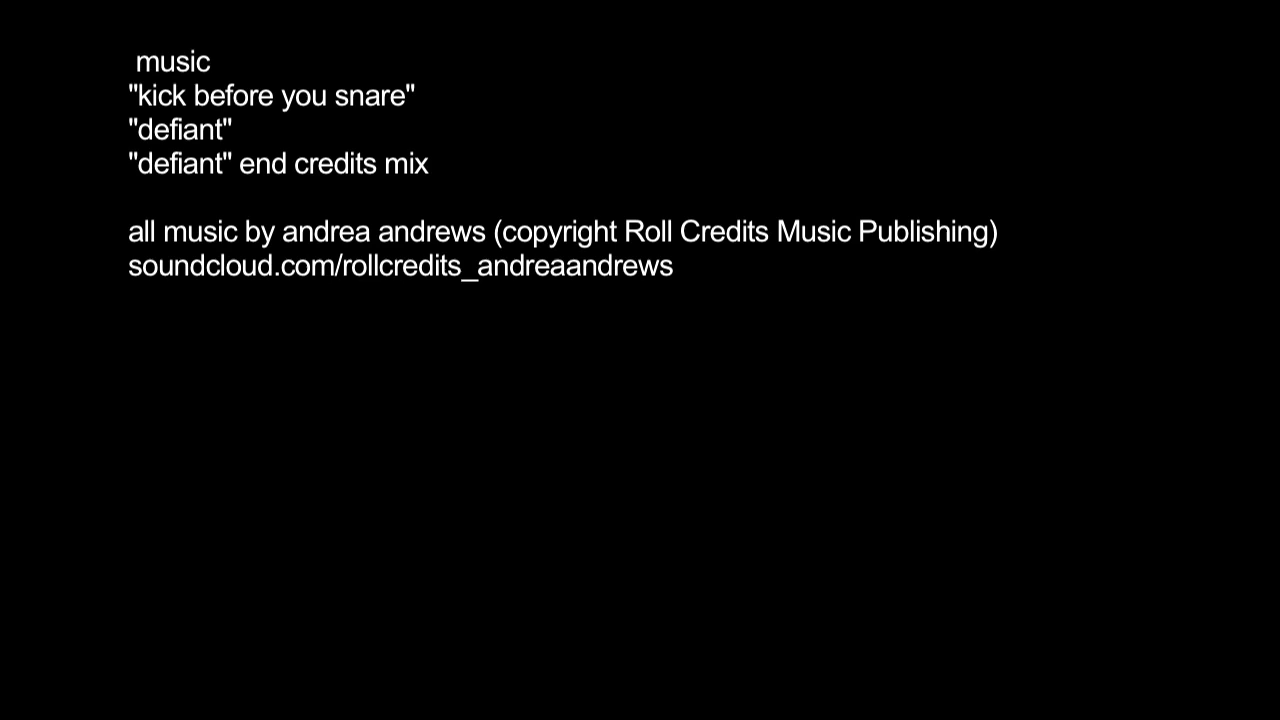 music
"kick before you snare"
"defiant"
"defiant" end credits mix
all music by andrea andrews (copyright Roll Credits Music Publishing)
soundcloud.com/rollcredits_andreaandrews